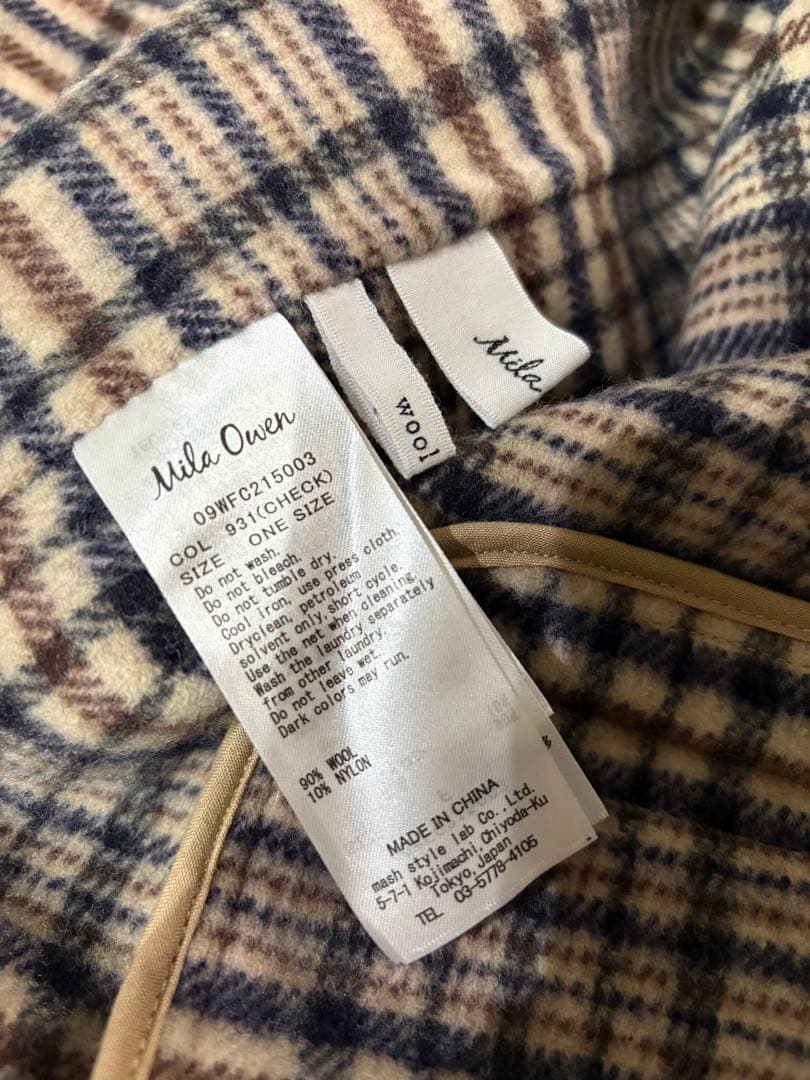 Mila
wool
Mila Owen
09WFC215003
COL 931(CHECK)
SIZE ONE SIZE
Do not wash.
Do not bleach.
Do not tumble dry.
Cool iron, use press cloth.
Dryclean, petroleum
solvent only,short cycle.
Use the net when cleaning.
Wash the laundry separately
from other laundry.
Do not leave wet.
Dark colors may run.
90% WOOL
10% NYLON
MADE IN CHINA
mash style lab Co.,Ltd.
5-7-1 Kojimachi,Chiyoda-Ku
Tokyo,Japan
TEL 03-5778-4105